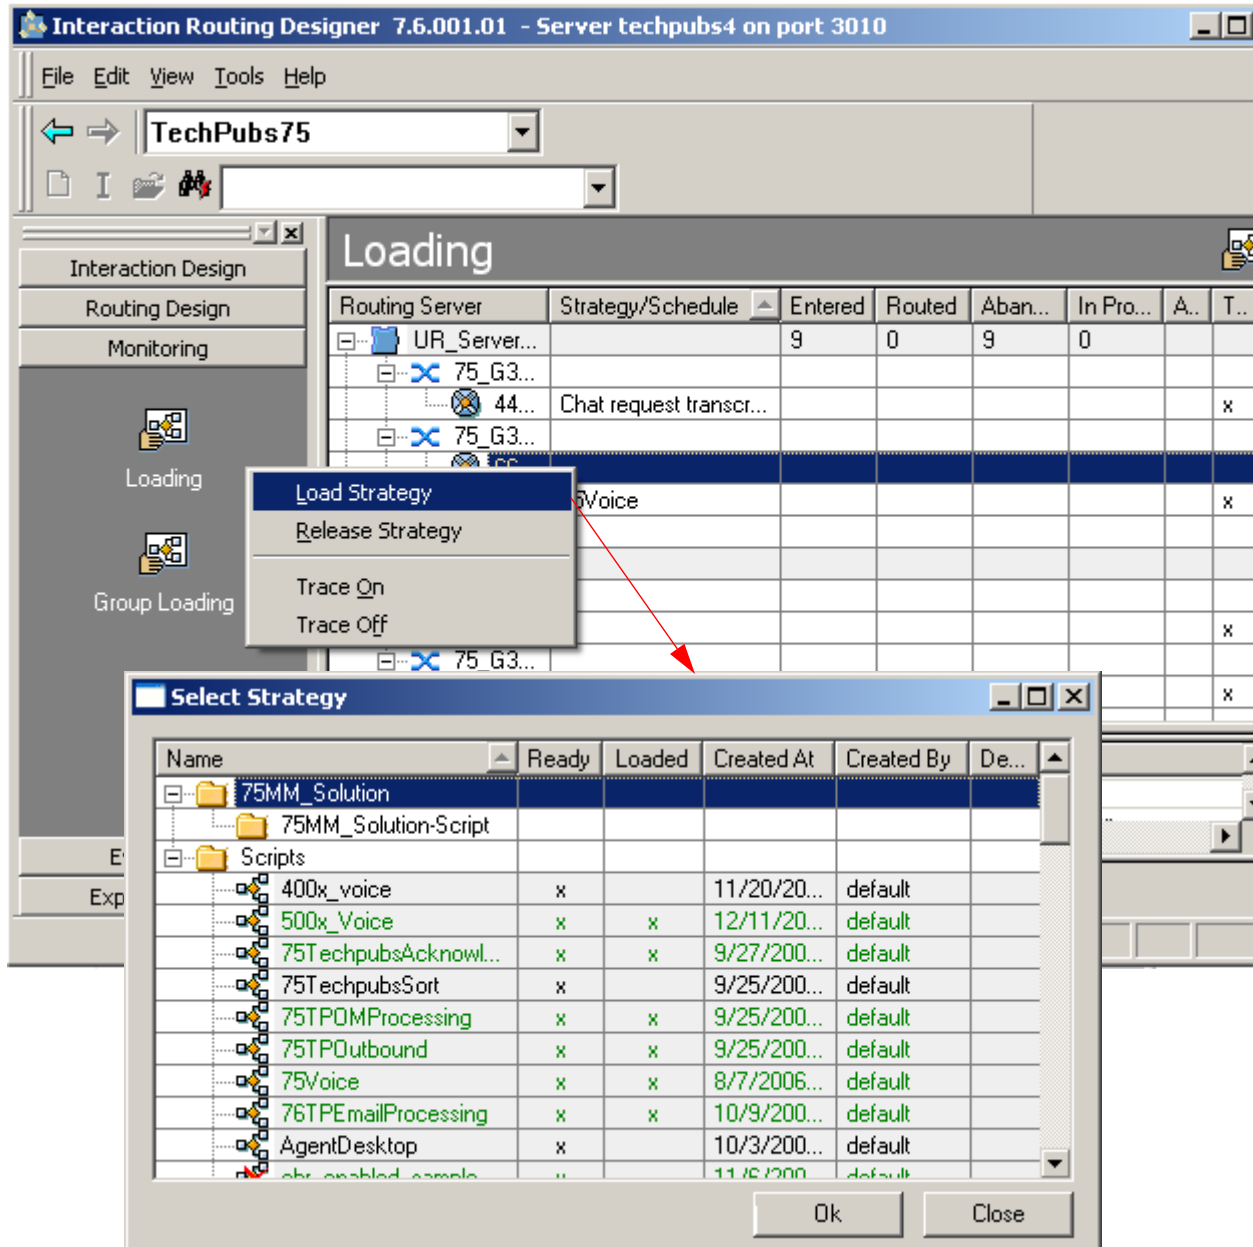 Interaction Routing Designer 7.6.001.01 - Server techpubs4 on port 3010
File Edit View Tools Help
TechPubs75
Interaction Design
Routing Design
Monitoring
Loading
Group Loading
Loading
Routing Server Strategy/Schedule Entered Routed Aban... In Pro... A.. T..
UR_Server... 9 0 9 0
75_G3...
44... Chat request transcr... x
75_G3...
Voice x
x
75_G3...
x
Load Strategy
Release Strategy
Trace On
Trace Off
Exp
Select Strategy
Name Ready Loaded Created At Created By De...
75MM_Solution
75MM_Solution-Script
Scripts
400x_voice x 11/20/20... default
500x_Voice x x 12/11/20... default
75TechpubsAcknowl... x x 9/27/200... default
75TechpubsSort x 9/25/200... default
75TPOMProcessing x x 9/25/200... default
75TPOutbound x x 9/25/200... default
75Voice x x 8/7/2006... default
76TPEmailProcessing x x 10/9/200... default
AgentDesktop x 10/3/200... default
11/6/200... default
Ok Close